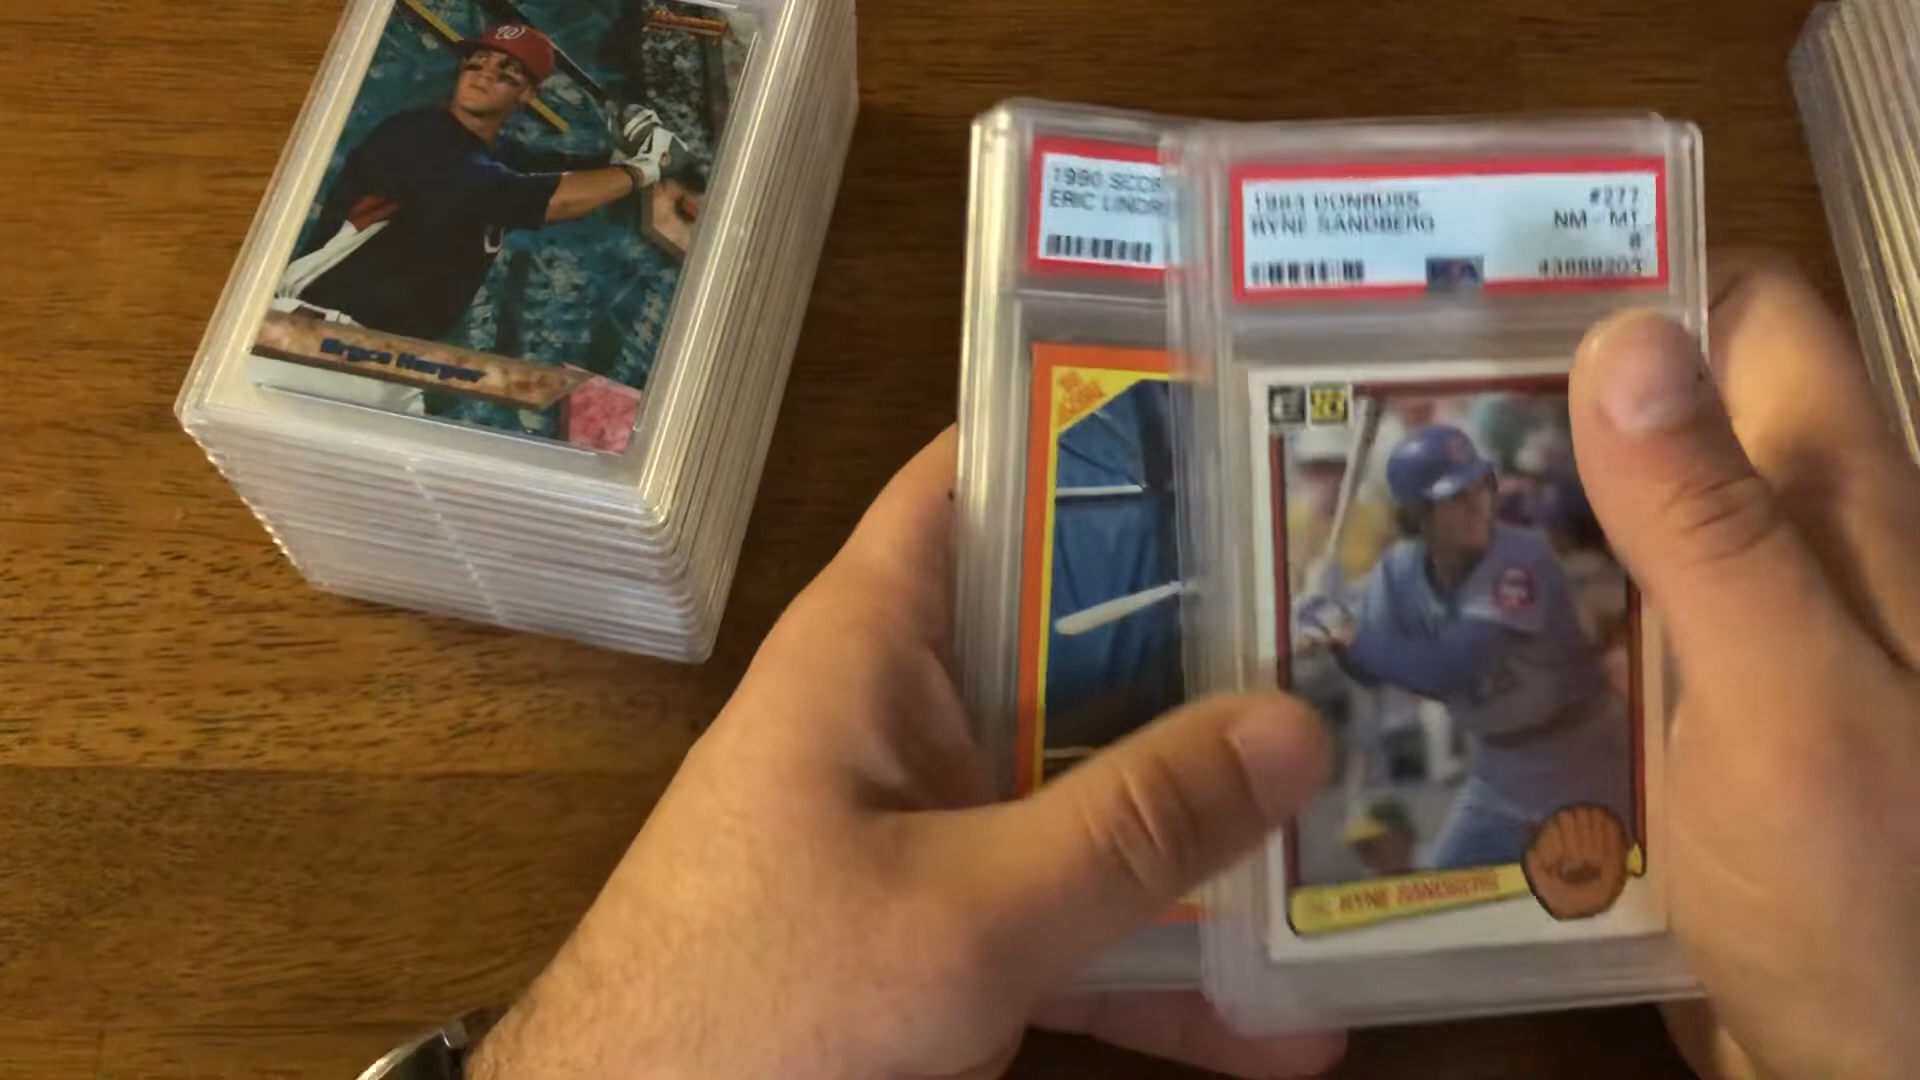 Bryce Harper
1990 SCOR
ERIC LINDR
1983 DONRUSS
#277
RYNE SANDBERG
NM - MT
8
43889203
RYNE SANDBERG